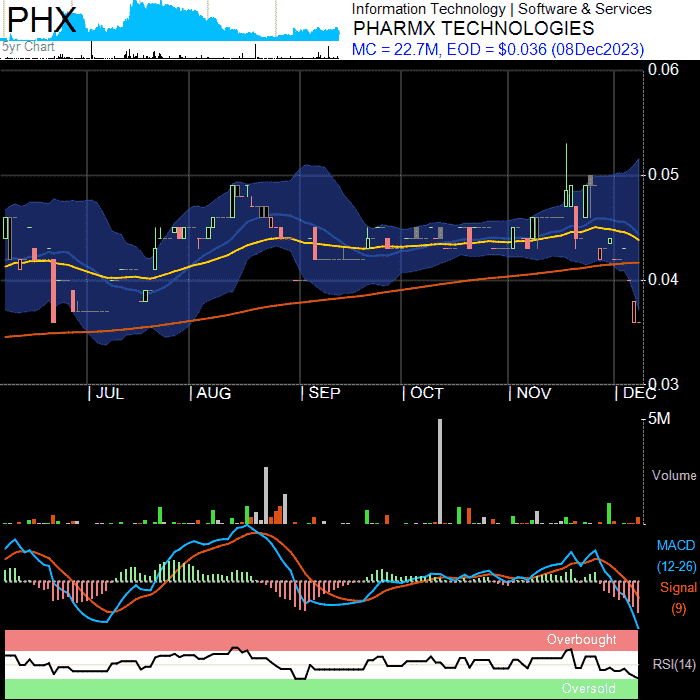 PHX
5yr Chart
Information Technology | Software & Services
PHARMX TECHNOLOGIES
MC = 22.7M, EOD = $0.036 (08Dec2023)
0.06
0.05
0.04
0.03
| JUL | AUG | SEP | OCT | NOV | DEC
5M
Volume
MACD
(12-26)
Signal
(9)
Overbought
RSI(14)
Oversold